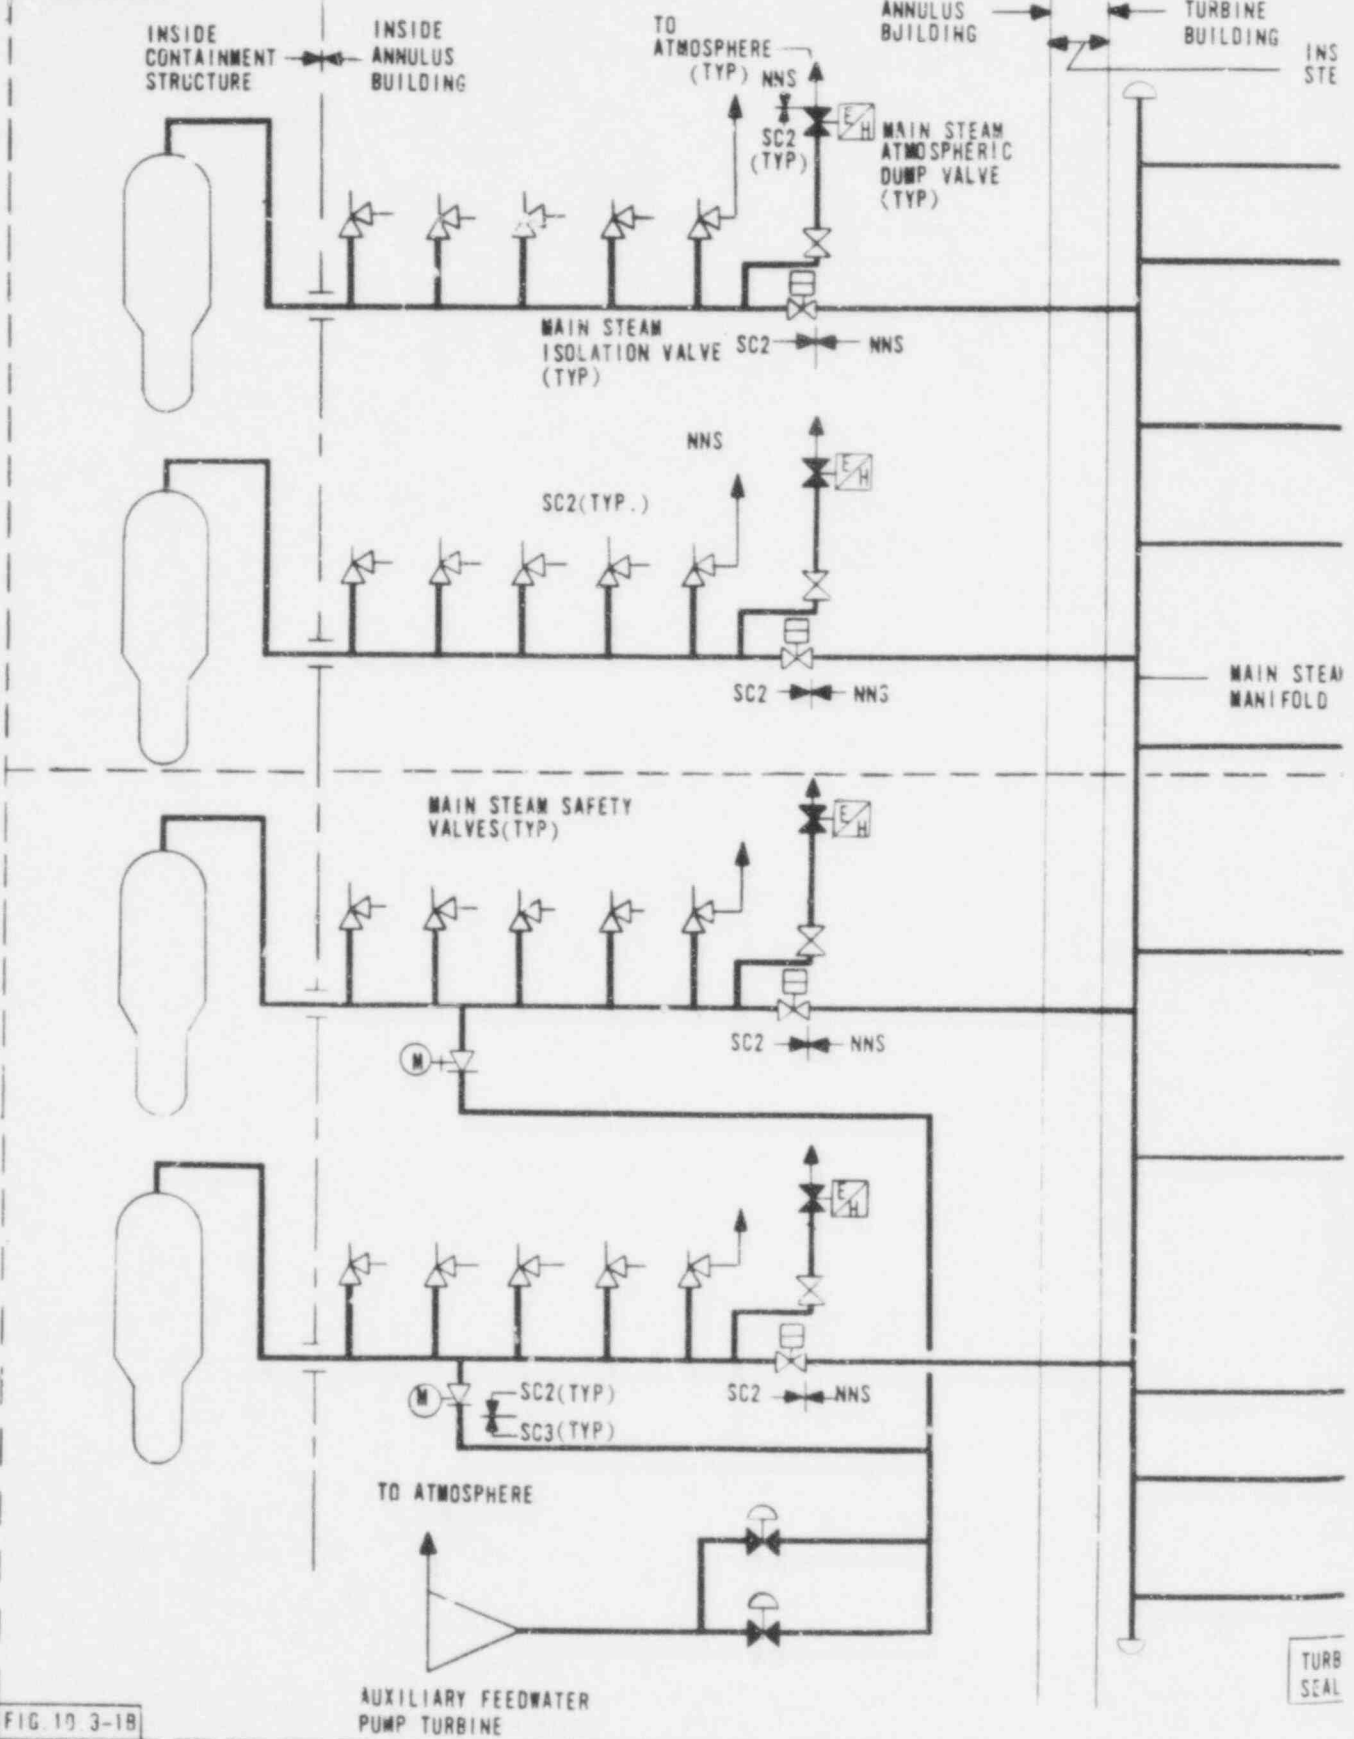 INSIDE
CONTAINMENT
STRUCTURE
INSIDE
ANNULUS
BUILDING
TO
ATMOSPHERE
(TYP)
NNS
SC2
(TYP)
E/H
MAIN STEAM
ATMOSPHERIC
DUMP VALVE
(TYP)
ANNULUS
BUILDING
TURBINE
BUILDING
INS
STE
MAIN STEAM
ISOLATION VALVE
(TYP)
SC2
NNS
NNS
SC2(TYP.)
E/H
SC2
NNS
MAIN STEA
MANIFOLD
MAIN STEAM SAFETY
VALVES(TYP)
E/H
SC2
NNS
M
E/H
M
SC2(TYP)
SC3(TYP)
SC2
NNS
TO ATMOSPHERE
AUXILIARY FEEDWATER
PUMP TURBINE
TURB
SEAL
FIG.10.3-1B